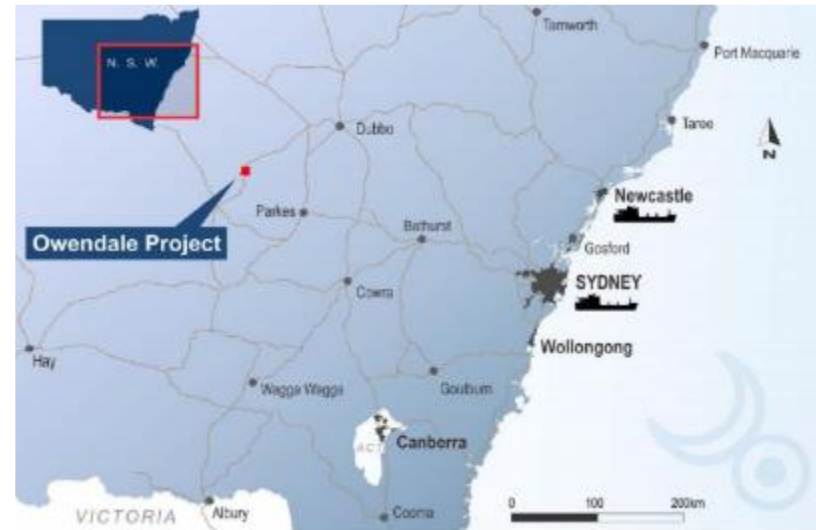 Tamworth
N. S. W.
Port Macquarie
Taree
Dubbo
N
Newcastle
Parkes
Bathurst
Owendale Project
Gosford
Cowra
SYDNEY
Wollongong
Hay
Wagga Wagga
Goulburn
ACT
Canberra
0 100 200km
VICTORIA
Albury
Cooma